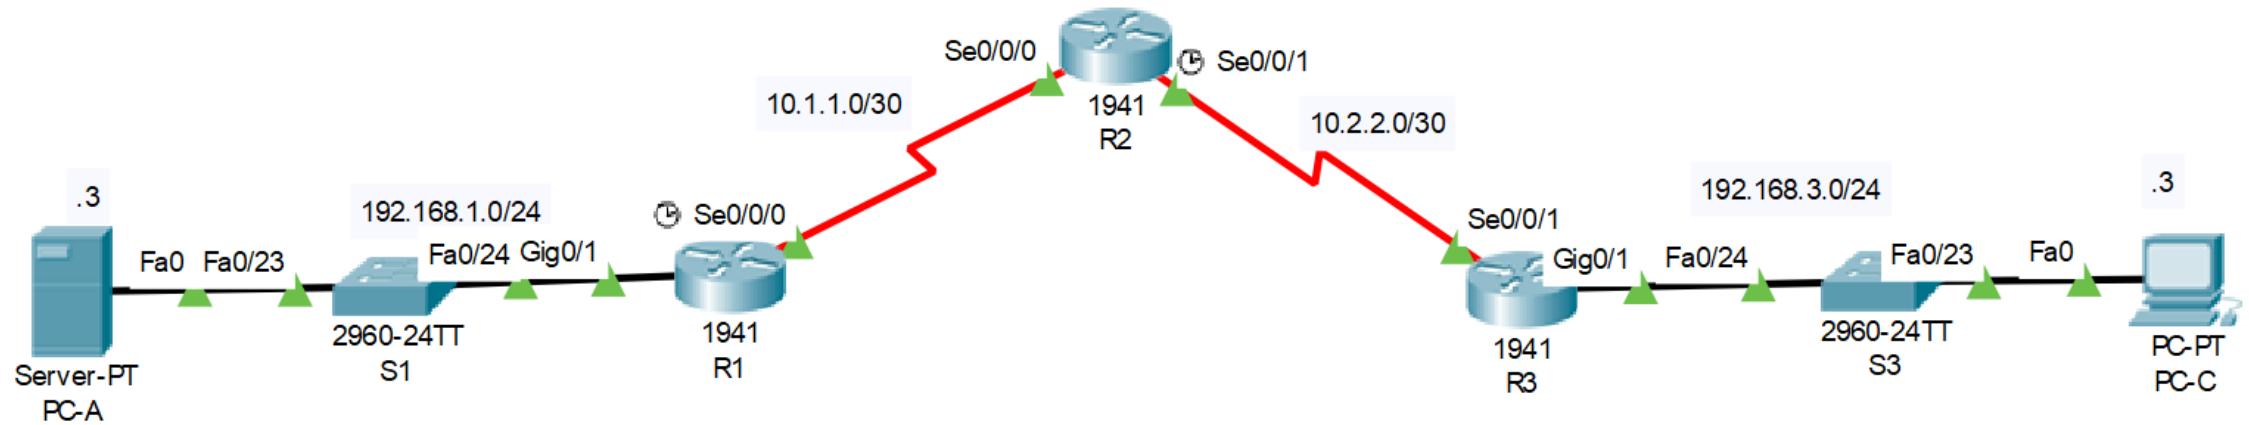 Se0/0/0
Se0/0/1
10.1.1.0/30
1941
R2
10.2.2.0/30
.3
192.168.1.0/24
Se0/0/0
Se0/0/1
192.168.3.0/24
.3
Fa0
Fa0/23
Fa0/24
Gig0/1
Gig0/1
Fa0/24
Fa0/23
Fa0
Server-PT
PC-A
2960-24TT
S1
1941
R1
1941
R3
2960-24TT
S3
PC-PT
PC-C